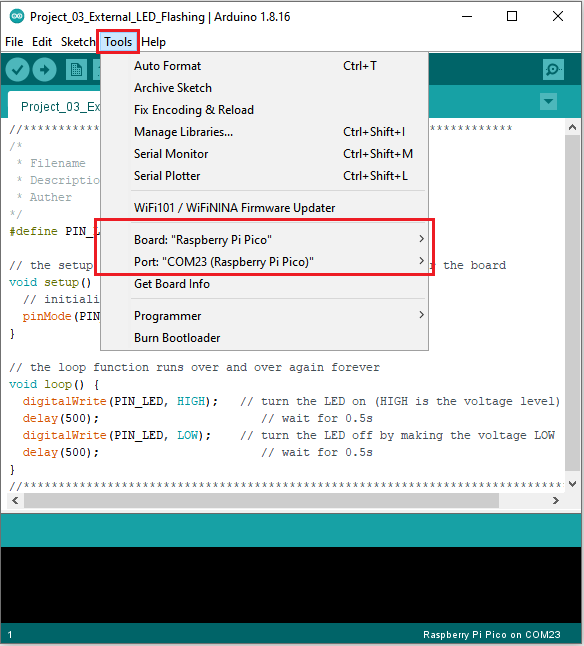 Project_03_External_LED_Flashing | Arduino 1.8.16
File Edit Sketch Tools Help
Auto Format Ctrl+T
Archive Sketch
Fix Encoding & Reload
Manage Libraries... Ctrl+Shift+I
Serial Monitor Ctrl+Shift+M
Serial Plotter Ctrl+Shift+L
WiFi101 / WiFiNINA Firmware Updater
Board: "Raspberry Pi Pico"
Port: "COM23 (Raspberry Pi Pico)"
Get Board Info
Programmer
Burn Bootloader
Project_03_Ex
//********************************************************************
/*
* Filename
* Descriptio
* Auther
*/
#define PIN_L
// the setup r the board
void setup()
// initiali
pinMode(PIN
}
// the loop function runs over and over again forever
void loop() {
digitalWrite(PIN_LED, HIGH); // turn the LED on (HIGH is the voltage level)
delay(500); // wait for 0.5s
digitalWrite(PIN_LED, LOW); // turn the LED off by making the voltage LOW
delay(500); // wait for 0.5s
}
//********************************************************************************
1 Raspberry Pi Pico on COM23